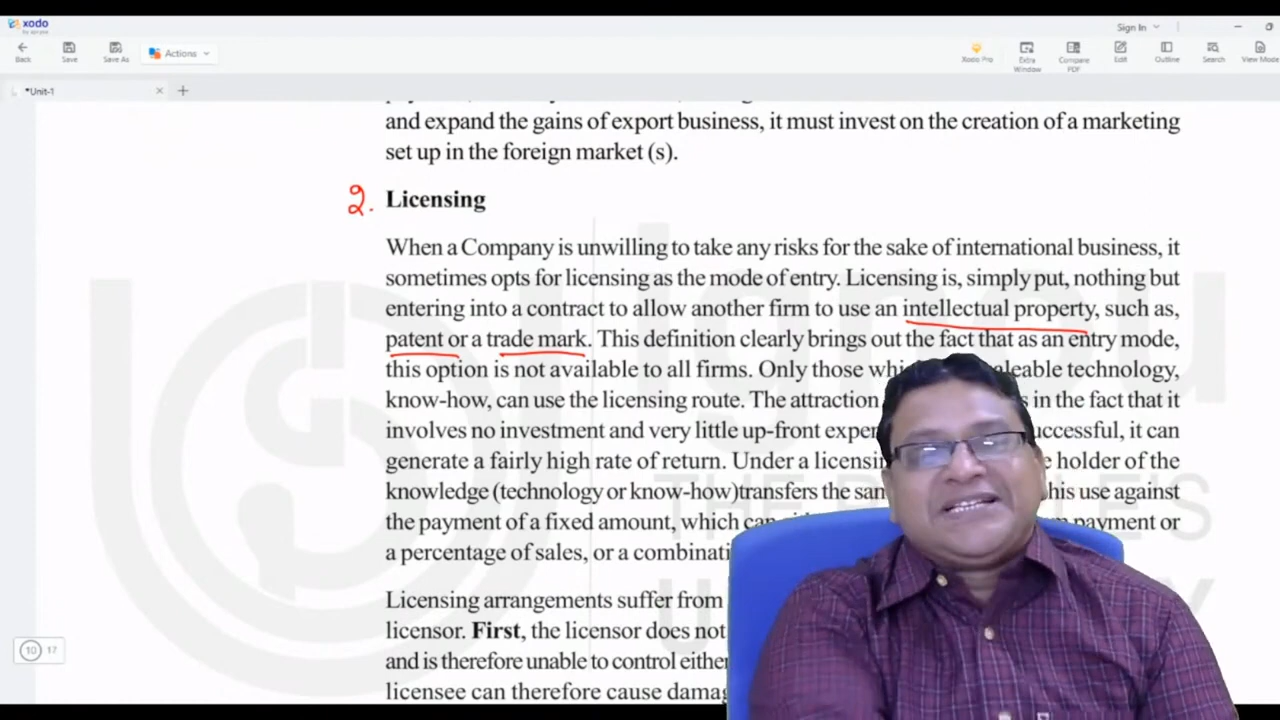 xodo
by apryse
Sign In
Back
Save
Save As
Actions
Xodo Pro
Extra Window
Compare PDF
Edit
Outline
Search
View Mode
*Unit-1
and expand the gains of export business, it must invest on the creation of a marketing
set up in the foreign market (s).
2. Licensing
When a Company is unwilling to take any risks for the sake of international business, it
sometimes opts for licensing as the mode of entry. Licensing is, simply put, nothing but
entering into a contract to allow another firm to use an intellectual property, such as,
patent or a trade mark. This definition clearly brings out the fact that as an entry mode,
this option is not available to all firms. Only those technology,
know-how, can use the licensing route. The attraction in the fact that it
involves no investment and very little up-front uccessful, it can
generate a fairly high rate of return. Under a holder of the
knowledge (technology or know-how)transfers the his use against
the payment of a fixed amount, which can payment or
a percentage of sales, or a
Licensing arrangements suffer from
licensor. First, the licensor does not
and is therefore unable to control
licensee can therefore cause
10 17
ignou
THE PEOPLE'S
UNIVERSITY